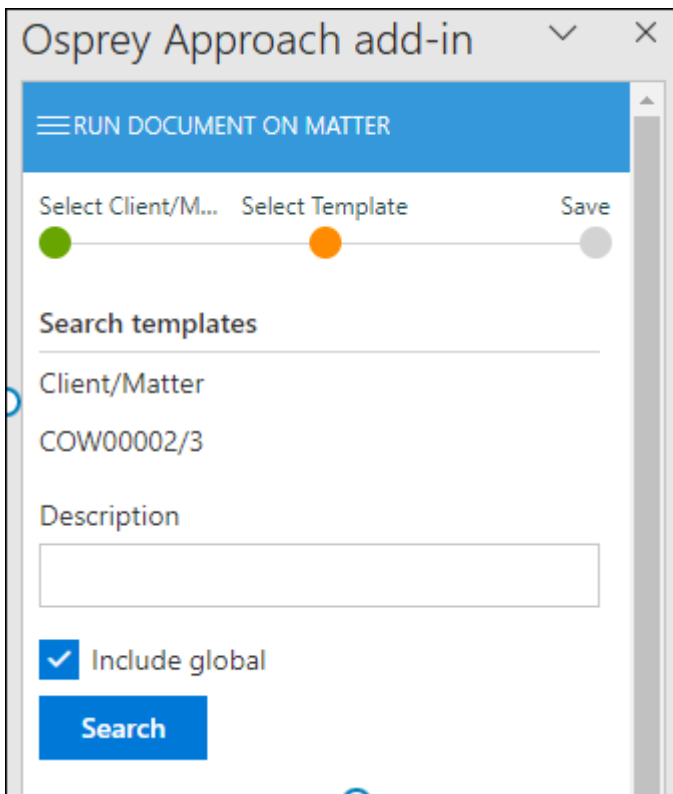 Osprey Approach add-in
RUN DOCUMENT ON MATTER
Select Client/M... Select Template Save
Search templates
Client/Matter
COW00002/3
Description
Include global
Search